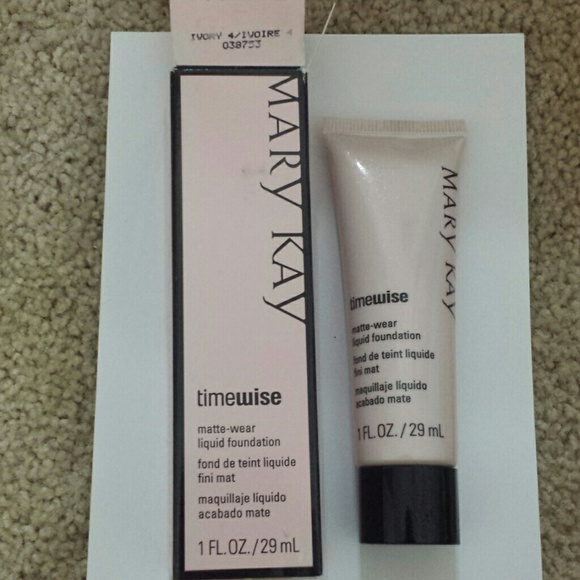 IVORY 4/IVOIRE 4
038753
MARY KAY
timewise
matte-wear
liquid foundation
fond de teint liquide
fini mat
maquillaje líquido
acabado mate
1 FL.OZ./29 mL
MARY KAY
timewise
matte-wear
liquid foundation
fond de teint liquide
fini mat
maquillaje líquido
acabado mate
1 FL.OZ./29 mL